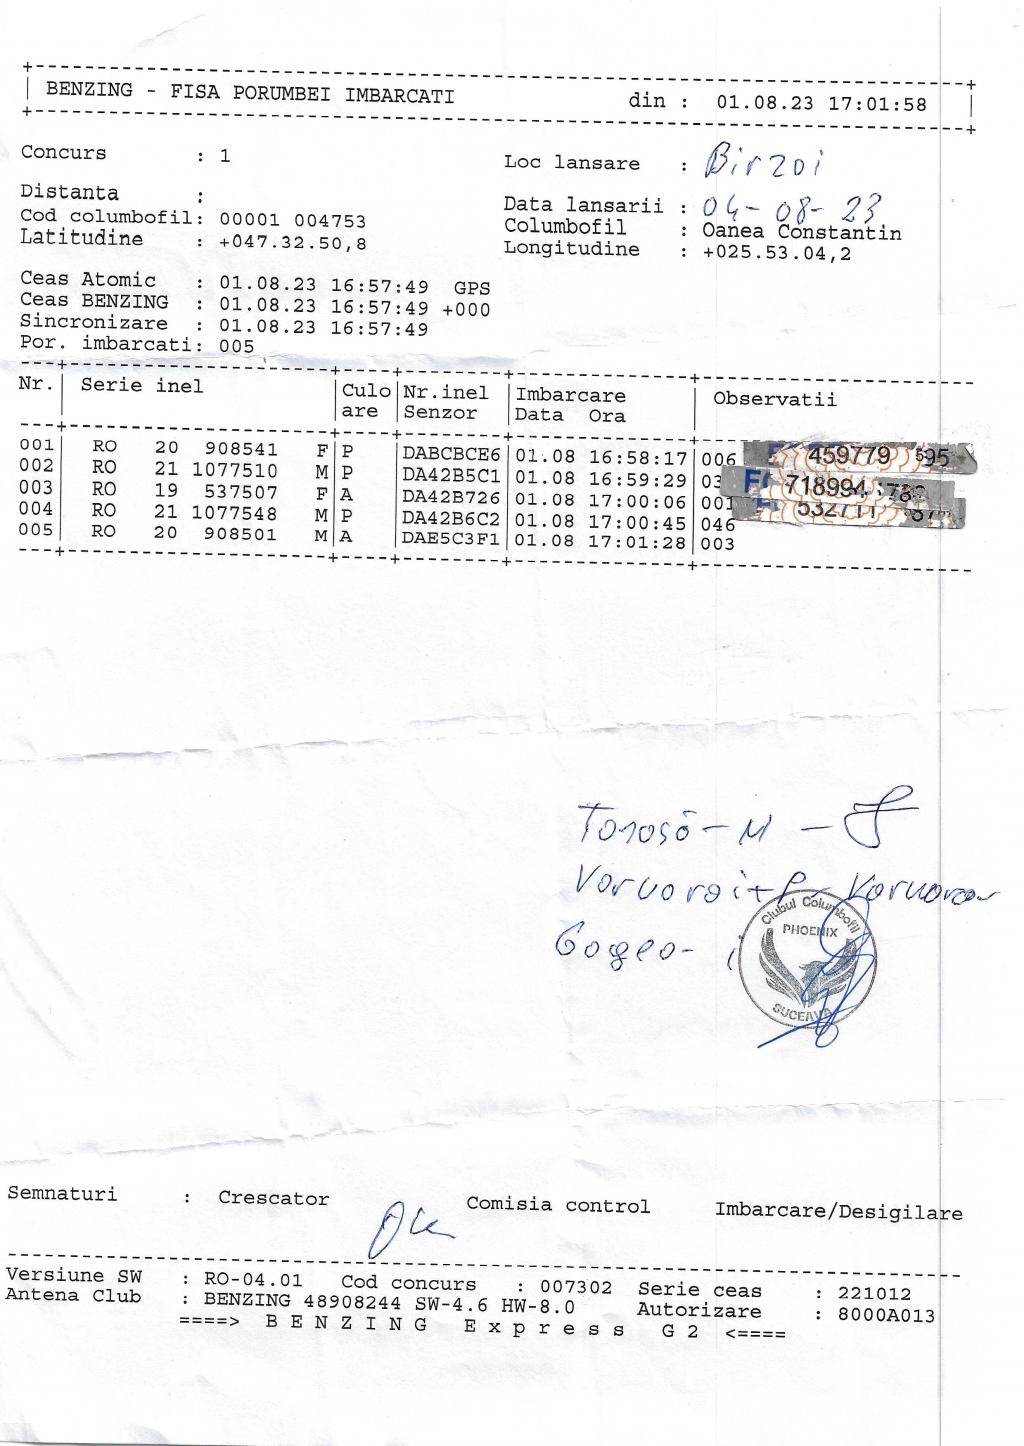 BENZING - FISA PORUMBEI IMBARCATI din : 01.08.23 17:01:58
Concurs : 1 Loc lansare : Birzoi
Distanta : Data lansarii : 04-08-23
Cod columbofil: 00001 004753 Columbofil : Oanea Constantin
Latitudine : +047.32.50,8 Longitudine : +025.53.04,2
Ceas Atomic : 01.08.23 16:57:49 GPS
Ceas BENZING : 01.08.23 16:57:49 +000
Sincronizare : 01.08.23 16:57:49
Por. imbarcati: 005
Nr. Serie inel Culo Nr.inel Imbarcare Observatii
are Senzor Data Ora
001 RO 20 908541 F P DABCBCE6 01.08 16:58:17 006 459779 595
002 RO 21 1077510 M P DA42B5C1 01.08 16:59:29 718994
003 RO 19 537507 F A DA42B726 01.08 17:00:06 001 532711
004 RO 21 1077548 M P DA42B6C2 01.08 17:00:45 046
005 RO 20 908501 M A DAE5C3F1 01.08 17:01:28 003
Clubul Columbofil
PHOENIX
SUCEAVA
Semnaturi : Crescator Comisia control Imbarcare/Desigilare
Versiune SW : RO-04.01 Cod concurs : 007302 Serie ceas : 221012
Antena Club : BENZING 48908244 SW-4.6 HW-8.0 Autorizare : 8000A013
====> B E N Z I N G E x p r e s s G 2 <====